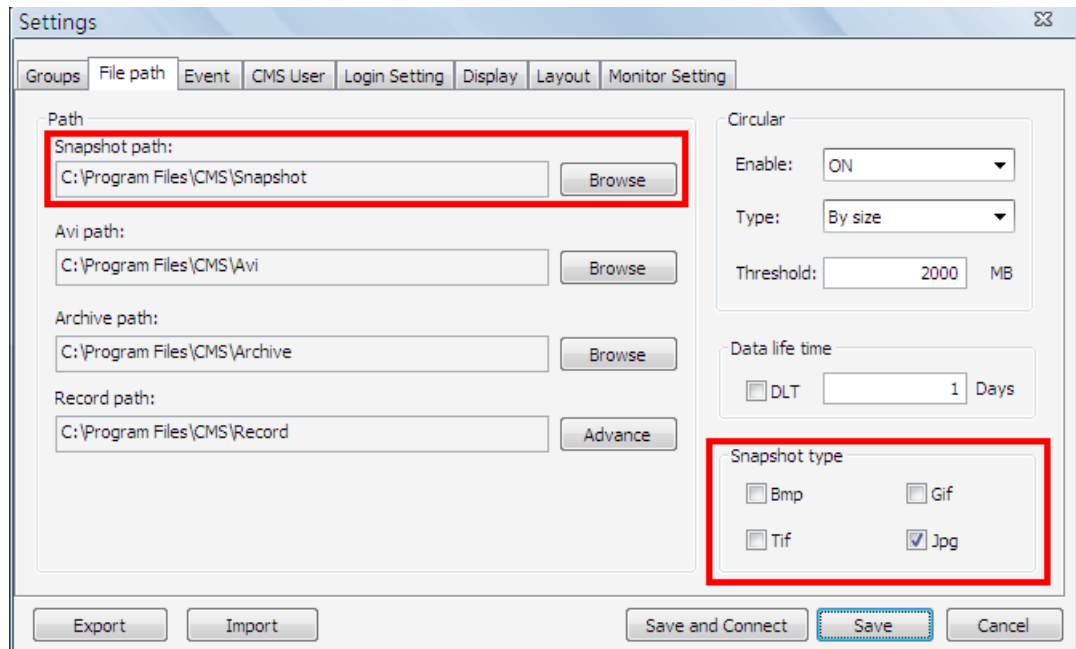 Settings
Groups File path Event CMS User Login Setting Display Layout Monitor Setting
Path
Snapshot path:
C:\Program Files\CMS\Snapshot Browse
Avi path:
C:\Program Files\CMS\Avi Browse
Archive path:
C:\Program Files\CMS\Archive Browse
Record path:
C:\Program Files\CMS\Record Advance
Circular
Enable: ON
Type: By size
Threshold: 2000 MB
Data life time
DLT 1 Days
Snapshot type
Bmp Gif
Tif Jpg
Export Import Save and Connect Save Cancel